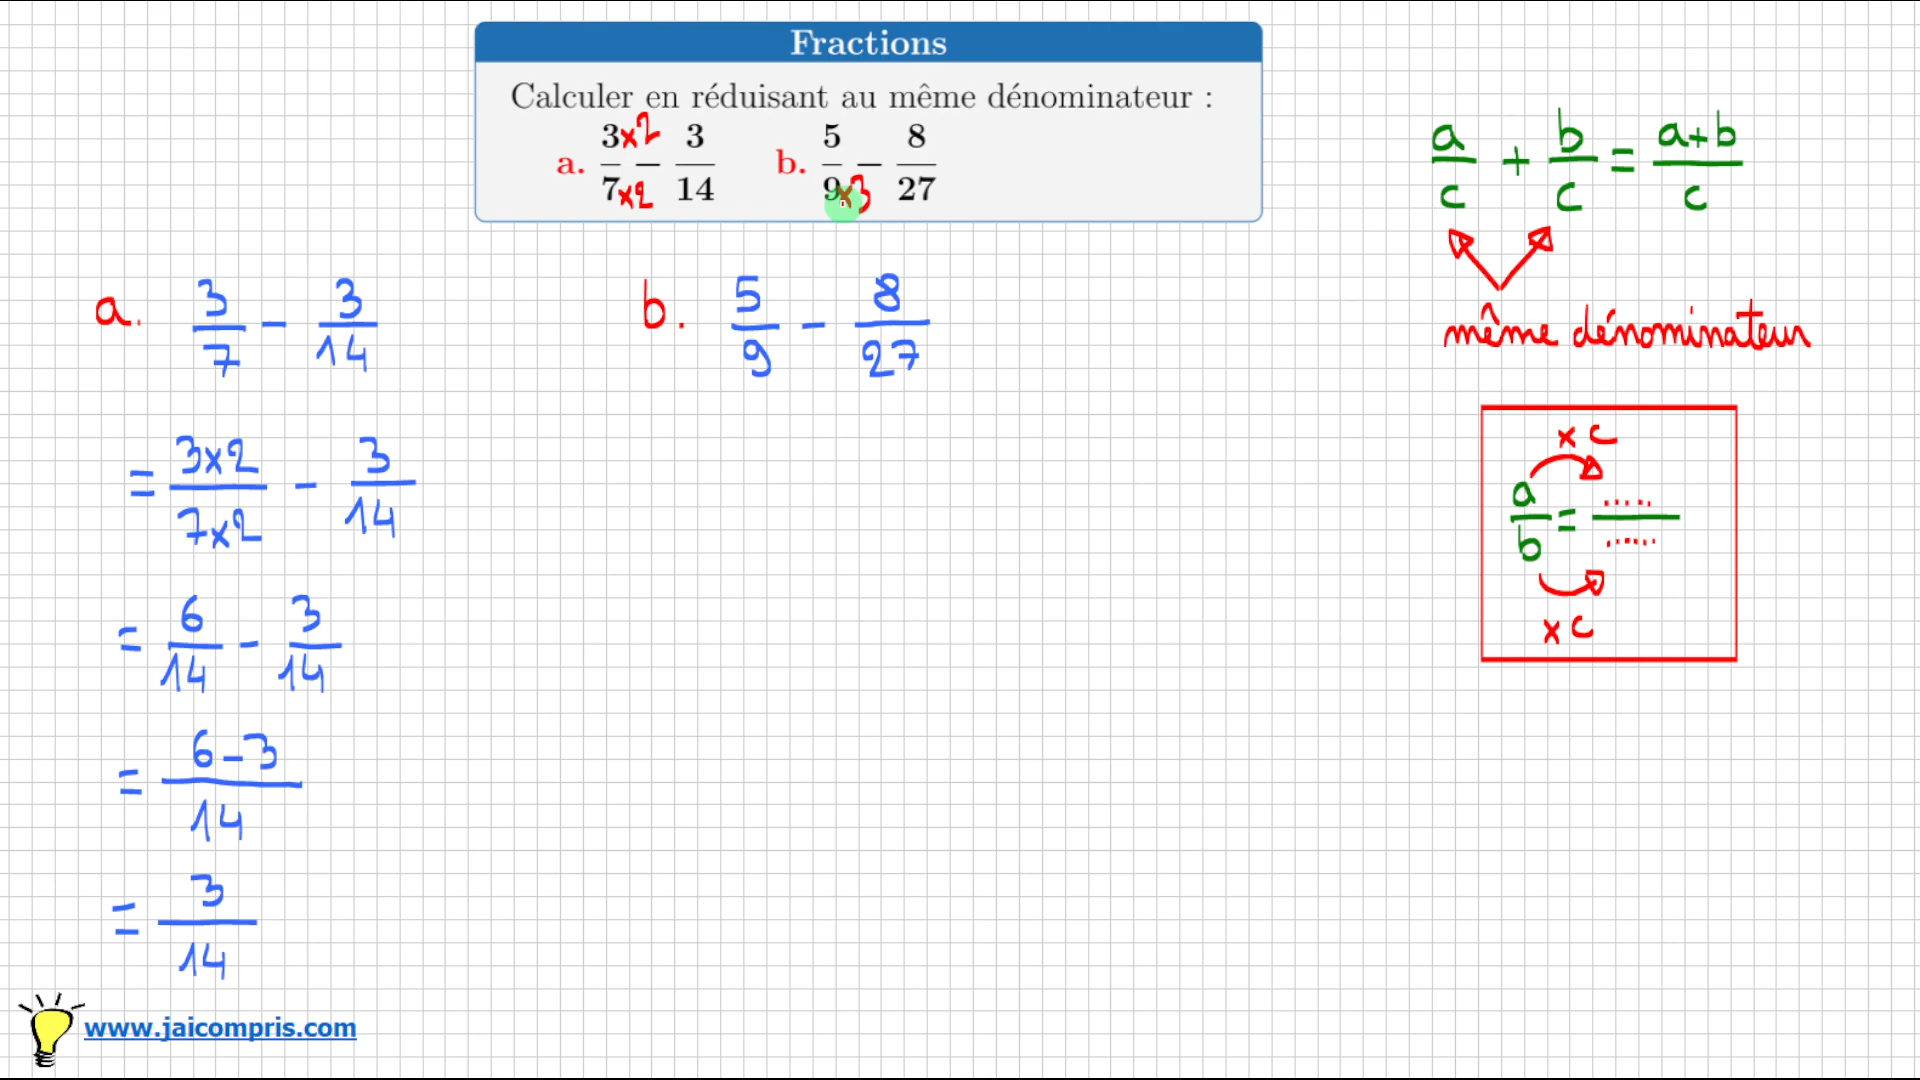 Fractions
Calculer en réduisant au même dénominateur :
a. 3×2/7×2 − 3/14 b. 5/9×3 − 8/27
a/c + b/c = a+b/c
même dénominateur
a. 3/7 − 3/14
= 3×2/7×2 − 3/14
= 6/14 − 3/14
= 6−3/14
= 3/14
b. 5/9 − 8/27
×c
a/b = ...../.....
×c
www.jaicompris.com